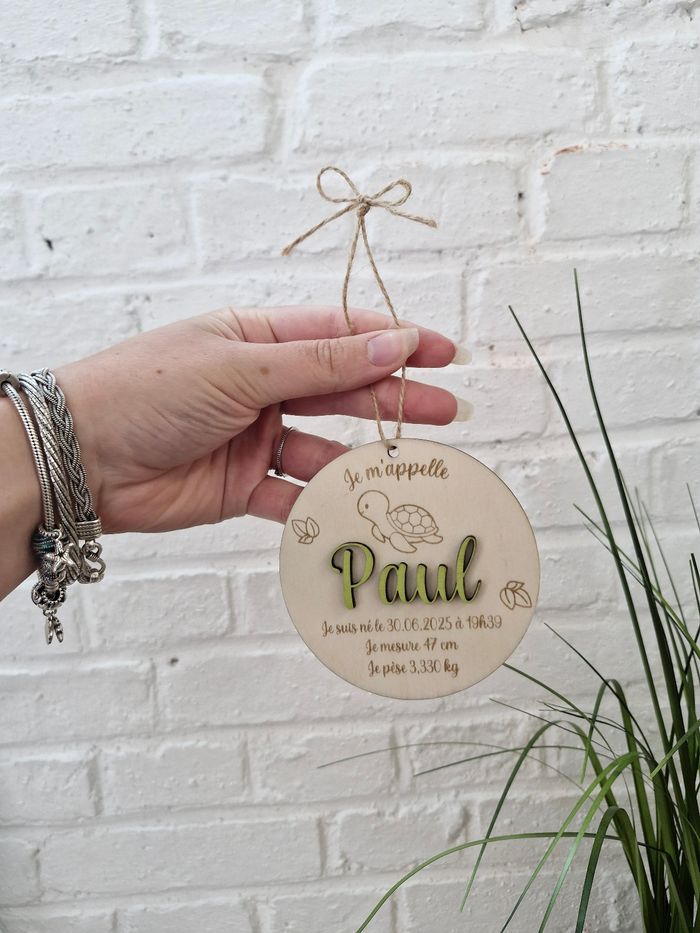 Je m'appelle
Paul
Je suis né le 30.06.2025 à 19h39
Je mesure 47 cm
Je pèse 3,330 kg